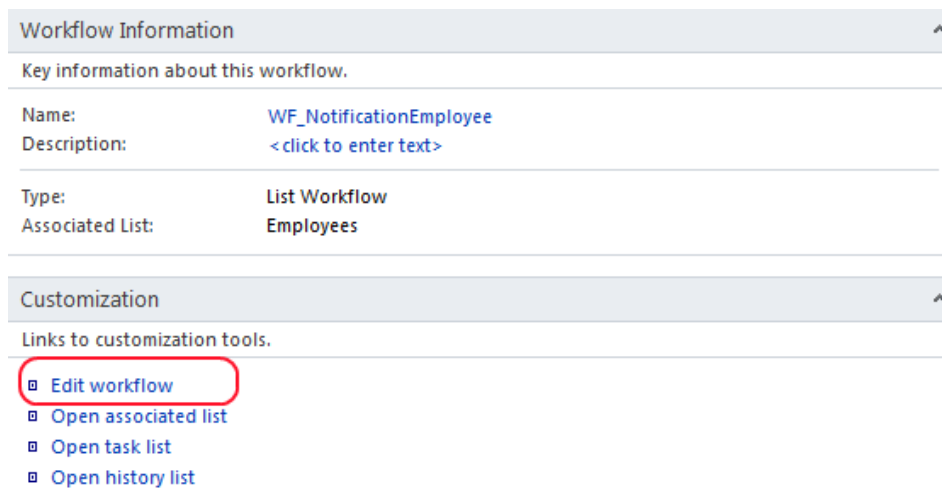 Workflow Information
Key information about this workflow.
Name: WF_NotificationEmployee
Description: <click to enter text>
Type: List Workflow
Associated List: Employees
Customization
Links to customization tools.
Edit workflow
Open associated list
Open task list
Open history list